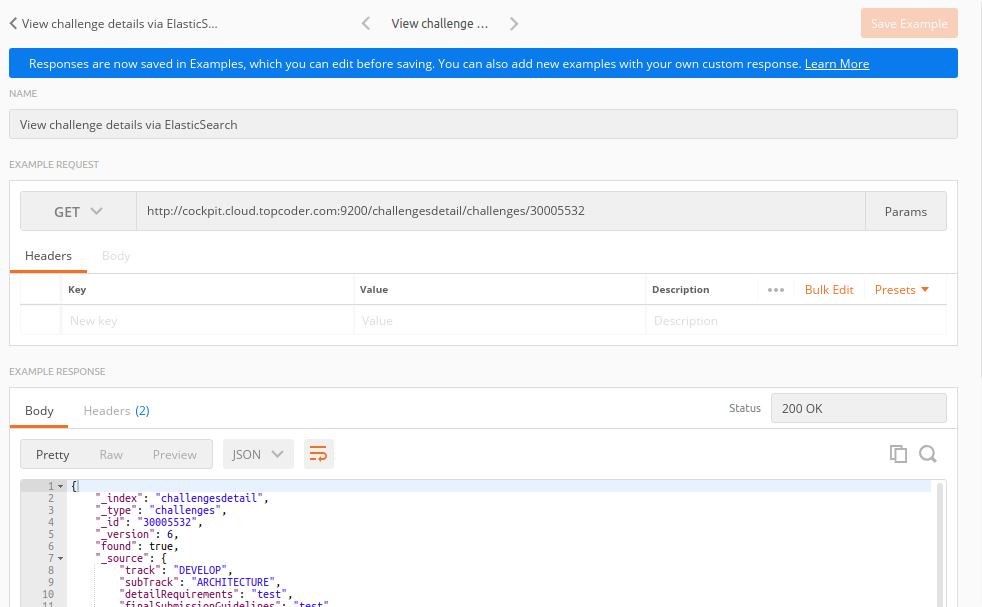 View challenge details via ElasticS...
View challenge ...
Save Example
Responses are now saved in Examples, which you can edit before saving. You can also add new examples with your own custom response. Learn More
NAME
View challenge details via ElasticSearch
EXAMPLE REQUEST
GET
http://cockpit.cloud.topcoder.com:9200/challengesdetail/challenges/30005532
Params
Headers
Body
Key
Value
Description
Bulk Edit
Presets
New key
Value
Description
EXAMPLE RESPONSE
Body
Headers (2)
Status
200 OK
Pretty
Raw
Preview
JSON
1 {
2 "_index": "challengesdetail",
3 "_type": "challenges",
4 "_id": "30005532",
5 "_version": 6,
6 "found": true,
7 "_source": {
8 "track": "DEVELOP",
9 "subTrack": "ARCHITECTURE",
10 "detailRequirements": "test",
11 "finalSubmissionGuidelines": "test"